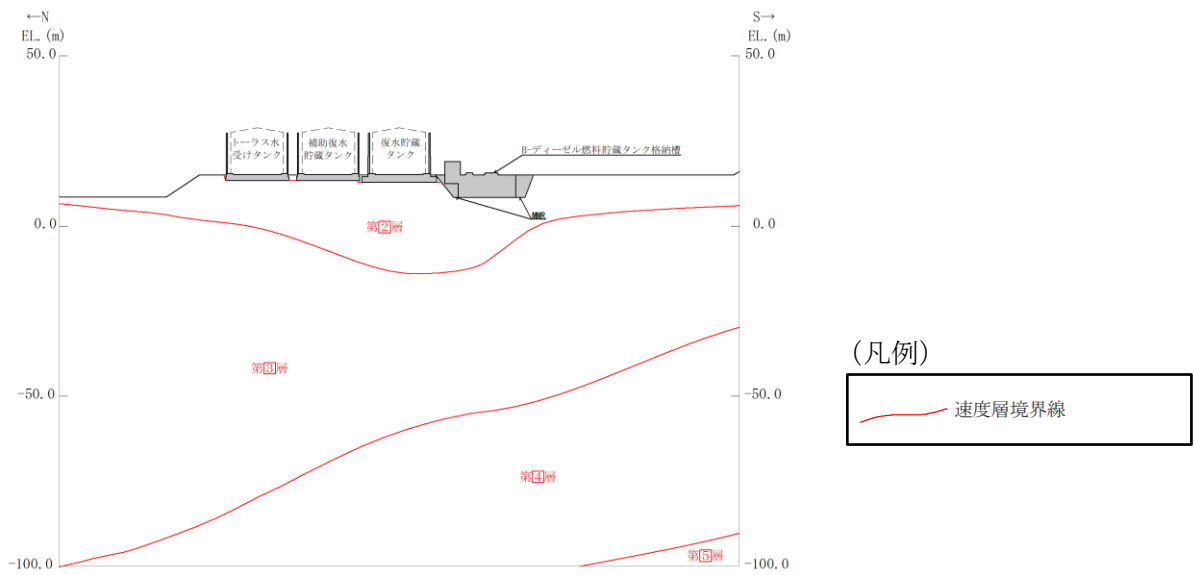 ←N
EL.(m)
S→
EL.(m)
50.0
50.0
トーラス水
受けタンク
補助復水
貯蔵タンク
復水貯蔵
タンク
B-ディーゼル燃料貯蔵タンク格納槽
MMR
0.0
0.0
第2層
第3層
(凡例)
速度層境界線
-50.0
-50.0
第4層
第5層
-100.0
-100.0